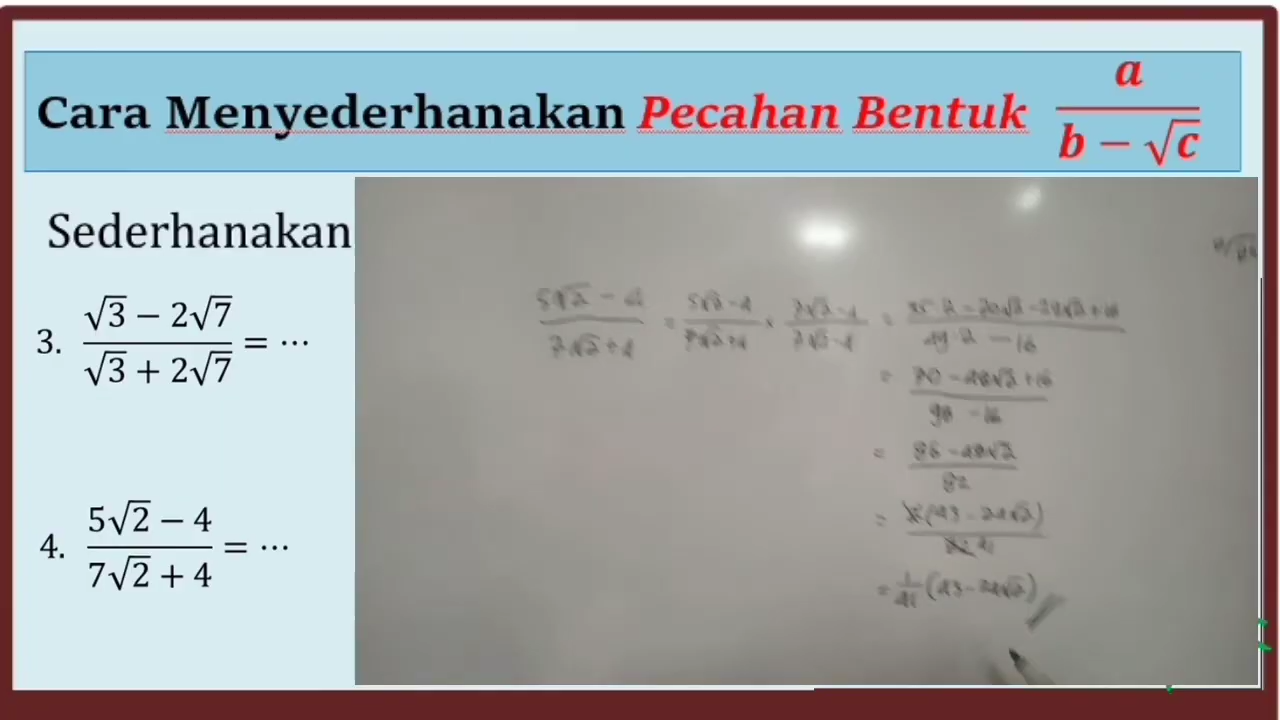 Cara Menyederhanakan Pecahan Bentuk a/(b − √c)
Sederhanakan
3. (√3 − 2√7)/(√3 + 2√7) = ⋯
4. (5√2 − 4)/(7√2 + 4) = ⋯
(5√2 − 4)/(7√2 + 4) = (5√2 − 4)/(7√2 + 4) × (7√2 − 4)/(7√2 − 4) = (35·2 − 20√2 − 28√2 + 16)/(49·2 − 16)
= (70 − 48√2 + 16)/(98 − 16)
= (86 − 48√2)/82
= 2(43 − 24√2)/82 41
= 1/41 (43 − 24√2)